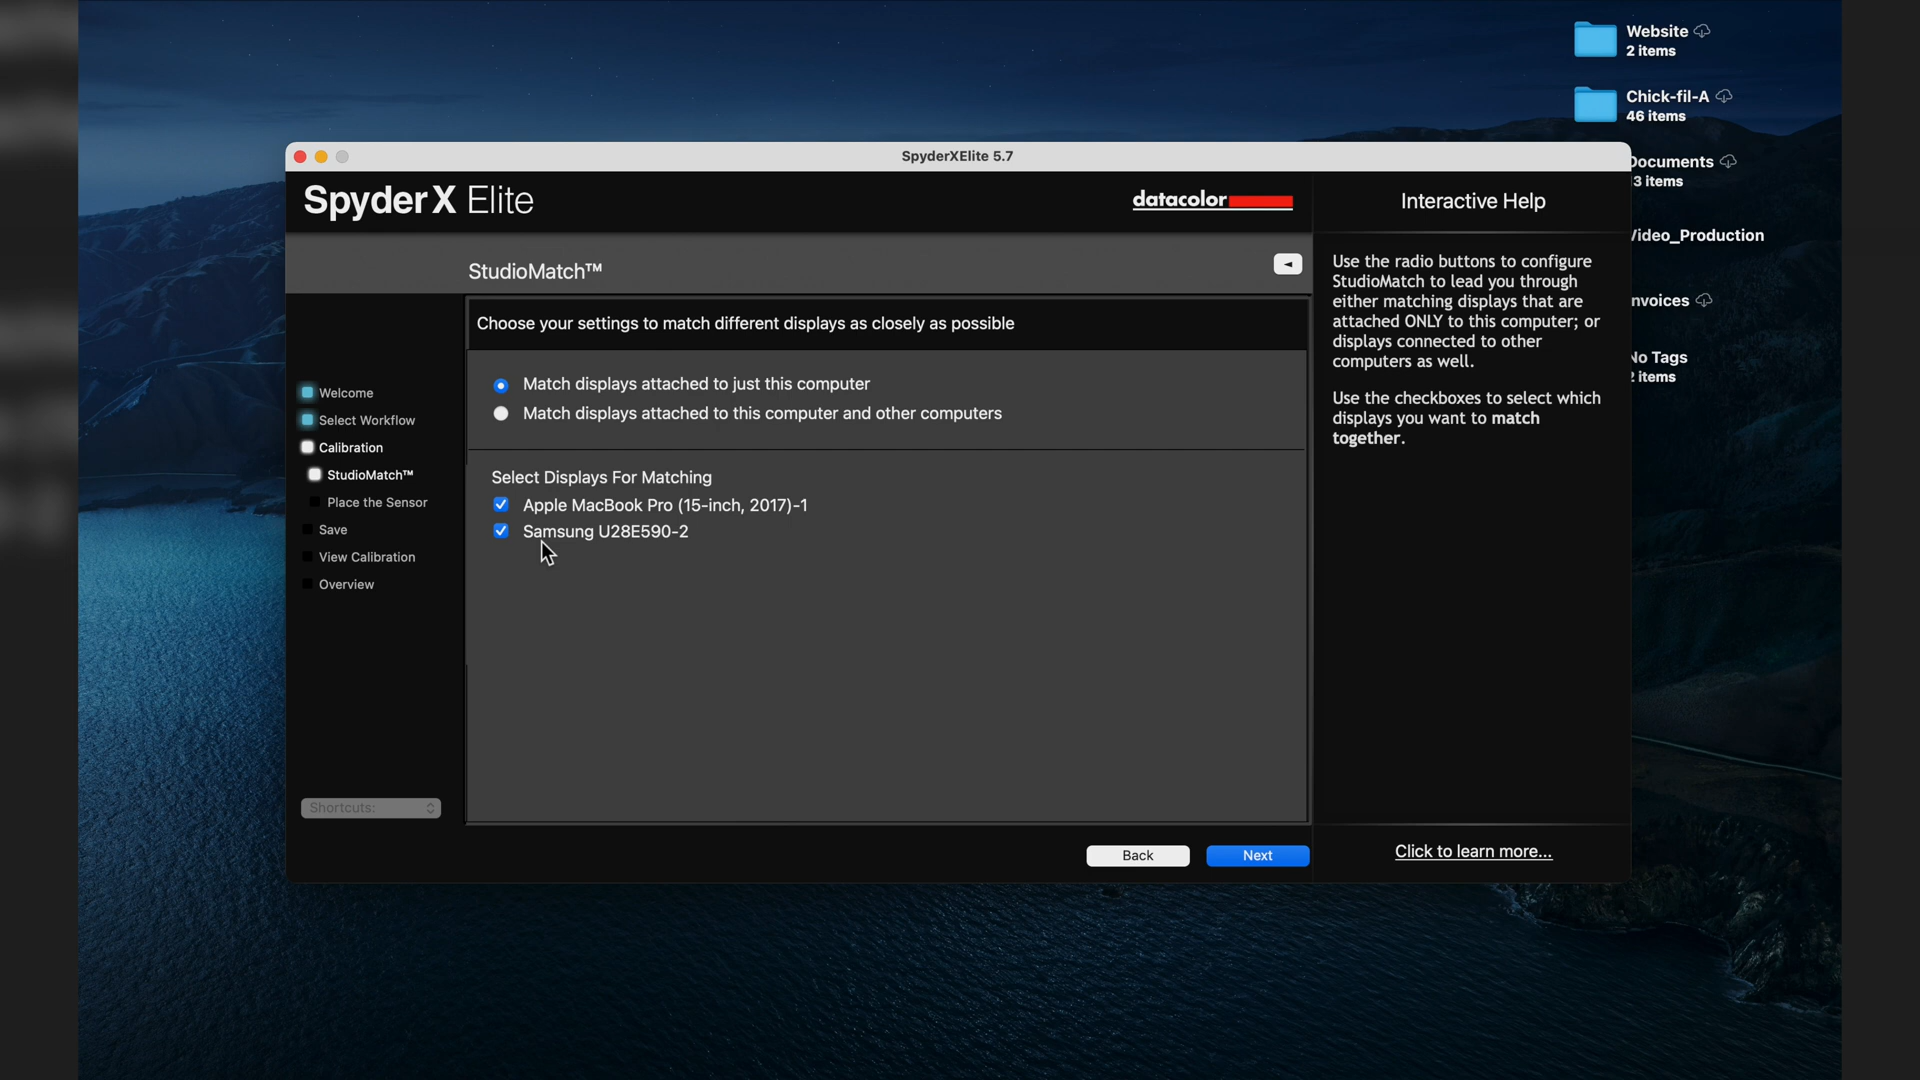 Website
2 items
Chick-fil-A
46 items
SpyderXElite 5.7
Documents
3 items
SpyderX Elite
datacolor
Interactive Help
Video_Production
StudioMatch™
Use the radio buttons to configure
StudioMatch to lead you through
either matching displays that are
attached ONLY to this computer; or
displays connected to other
computers as well.
nvoices
Choose your settings to match different displays as closely as possible
No Tags
2 items
Match displays attached to just this computer
Match displays attached to this computer and other computers
Use the checkboxes to select which
displays you want to match
together.
Welcome
Select Workflow
Calibration
StudioMatch™
Place the Sensor
Save
View Calibration
Overview
Select Displays For Matching
Apple MacBook Pro (15-inch, 2017)-1
Samsung U28E590-2
Shortcuts:
Back
Next
Click to learn more...